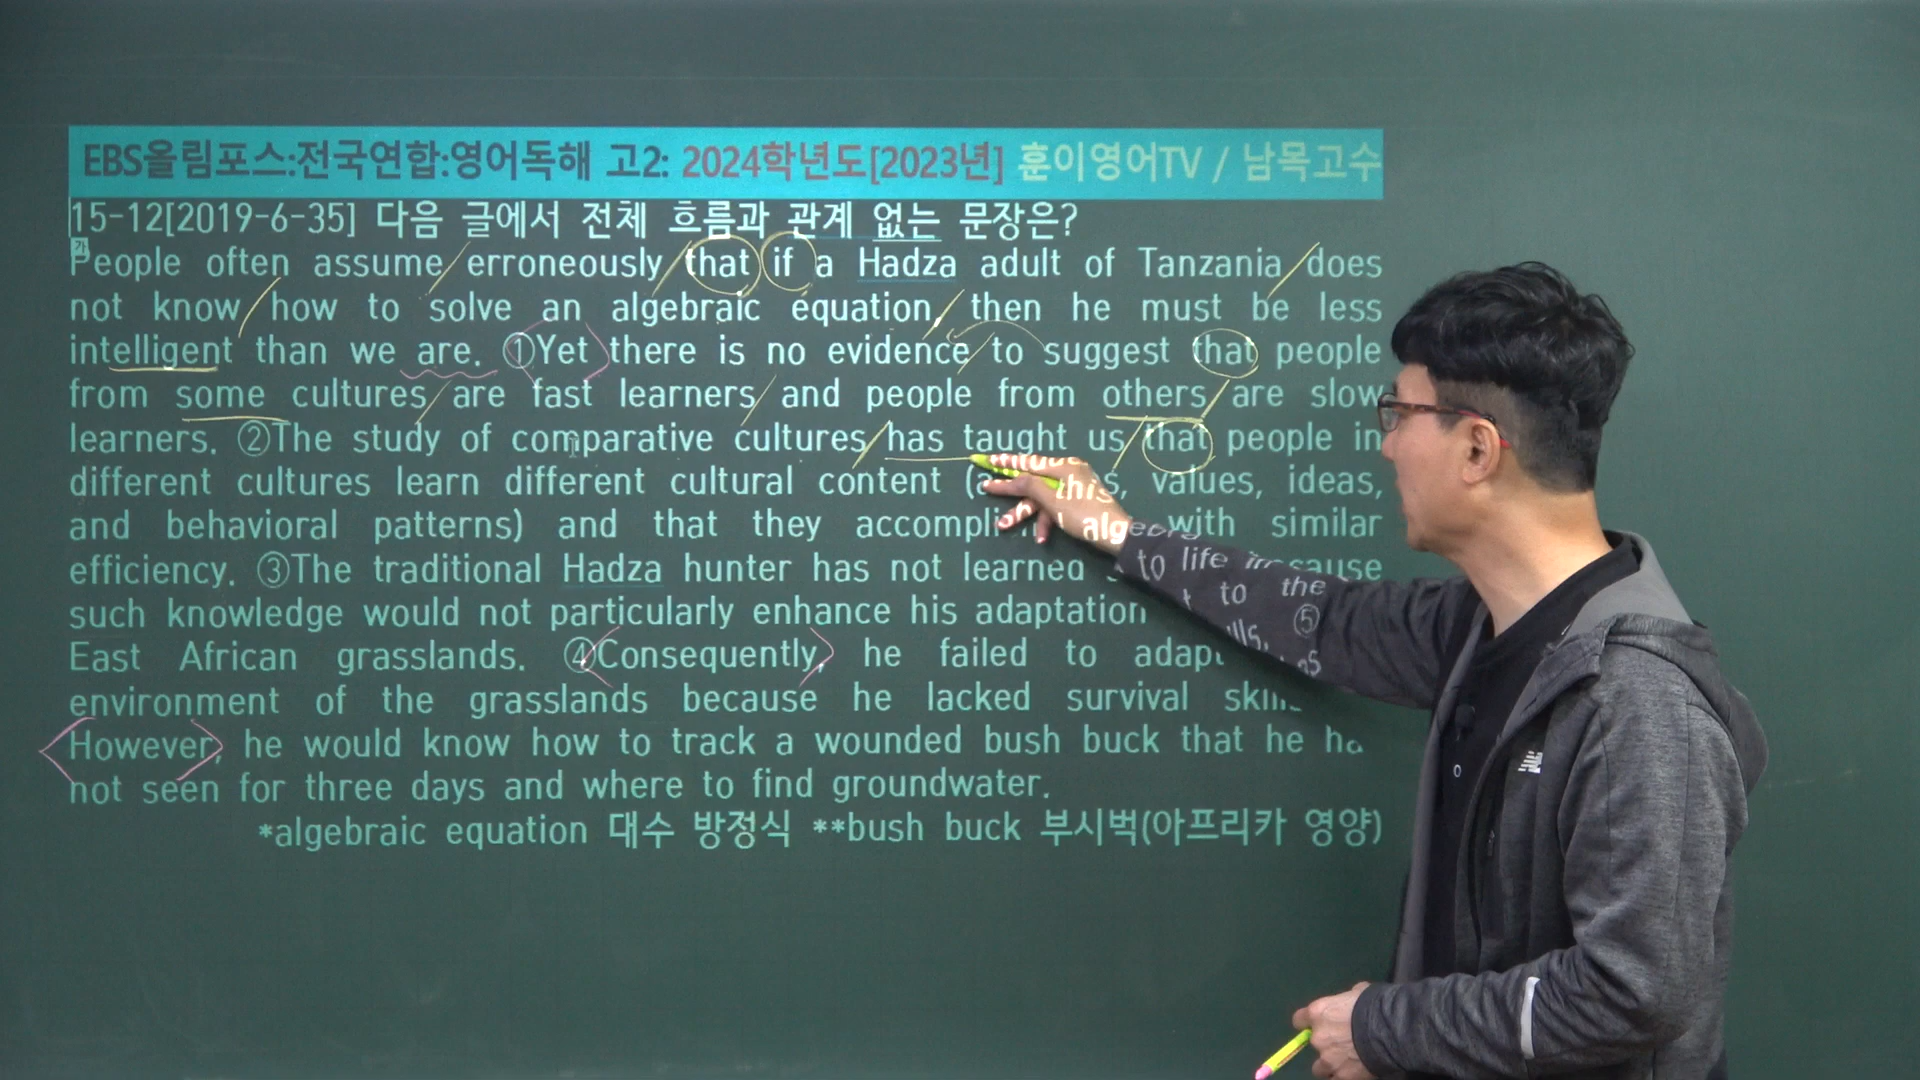 EBS올림포스:전국연합:영어독해 고2: 2024학년도[2023년] 훈이영어TV / 남목고수
15-12[2019-6-35] 다음 글에서 전체 흐름과 관계 없는 문장은?
가
People often assume erroneously that if a Hadza adult of Tanzania does
not know how to solve an algebraic equation, then he must be less
intelligent than we are. ①Yet there is no evidence to suggest that people
from some cultures are fast learners and people from others are slow
learners. ②The study of comparative cultures has taught us that people in
different cultures learn different cultural content ( values, ideas,
and behavioral patterns) and that they with similar
efficiency. ③The traditional Hadza hunter has not learned
such knowledge would not particularly enhance his adaptation to the
East African grasslands. ④Consequently, he failed to ⑤
environment of the grasslands because he lacked survival
However, he would know how to track a wounded bush buck that he
not seen for three days and where to find groundwater.
*algebraic equation 대수 방정식 **bush buck 부시벅(아프리카 영양)